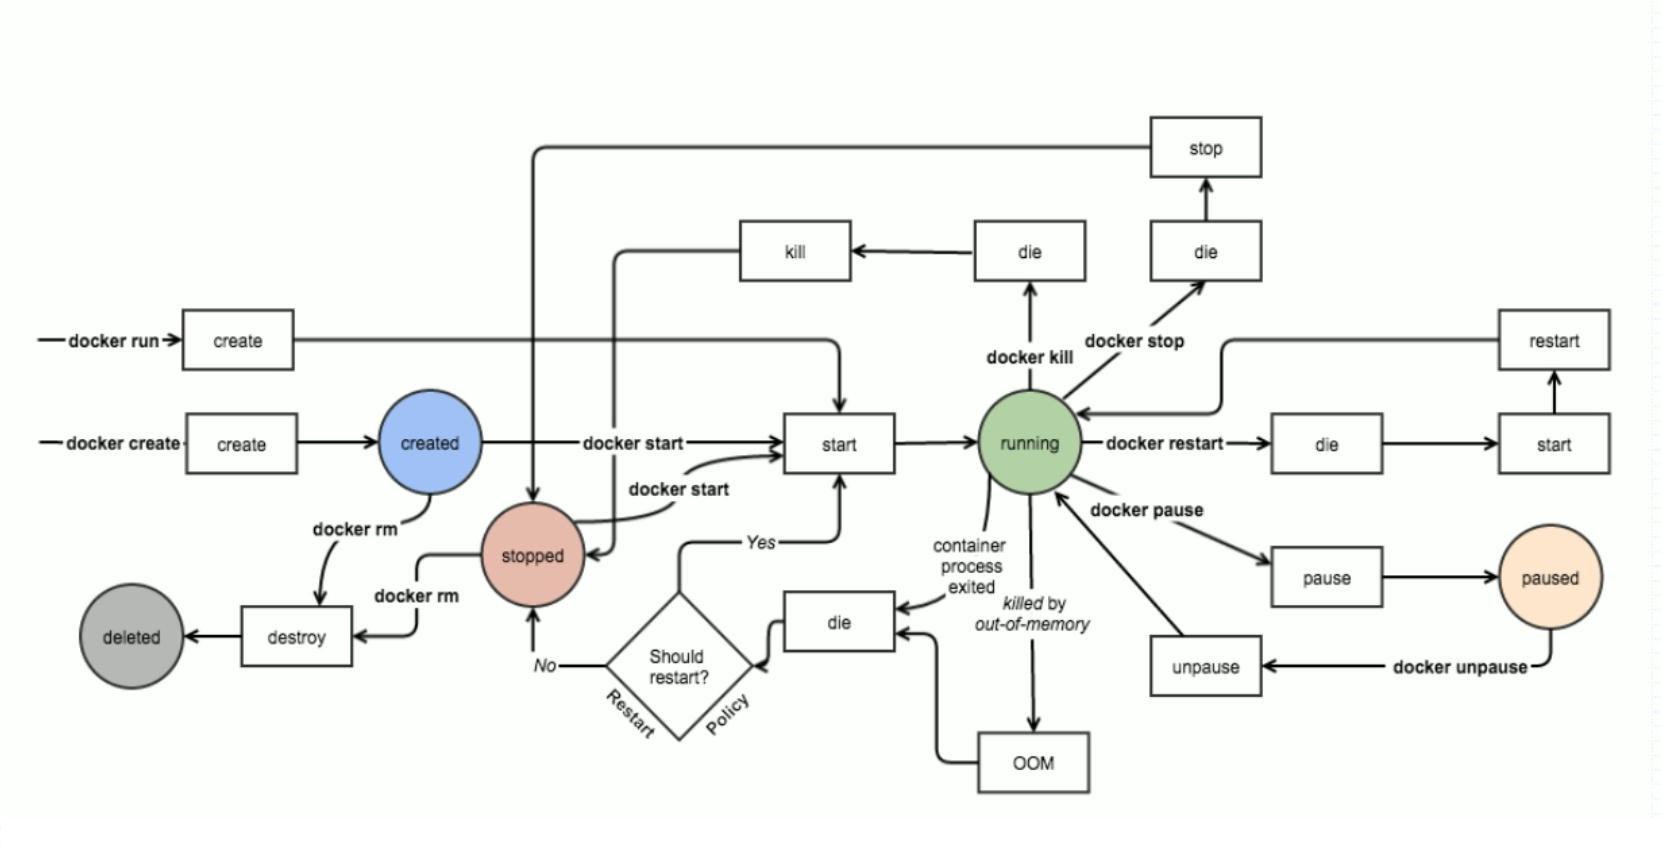 stop
kill
die
die
docker run
create
docker kill
docker stop
restart
docker create
create
created
docker start
start
running
docker restart
die
start
docker start
docker pause
docker rm
stopped
Yes
container
process
exited
pause
paused
docker rm
killed by
out-of-memory
deleted
destroy
die
No
Should
restart?
Restart
Policy
unpause
docker unpause
OOM